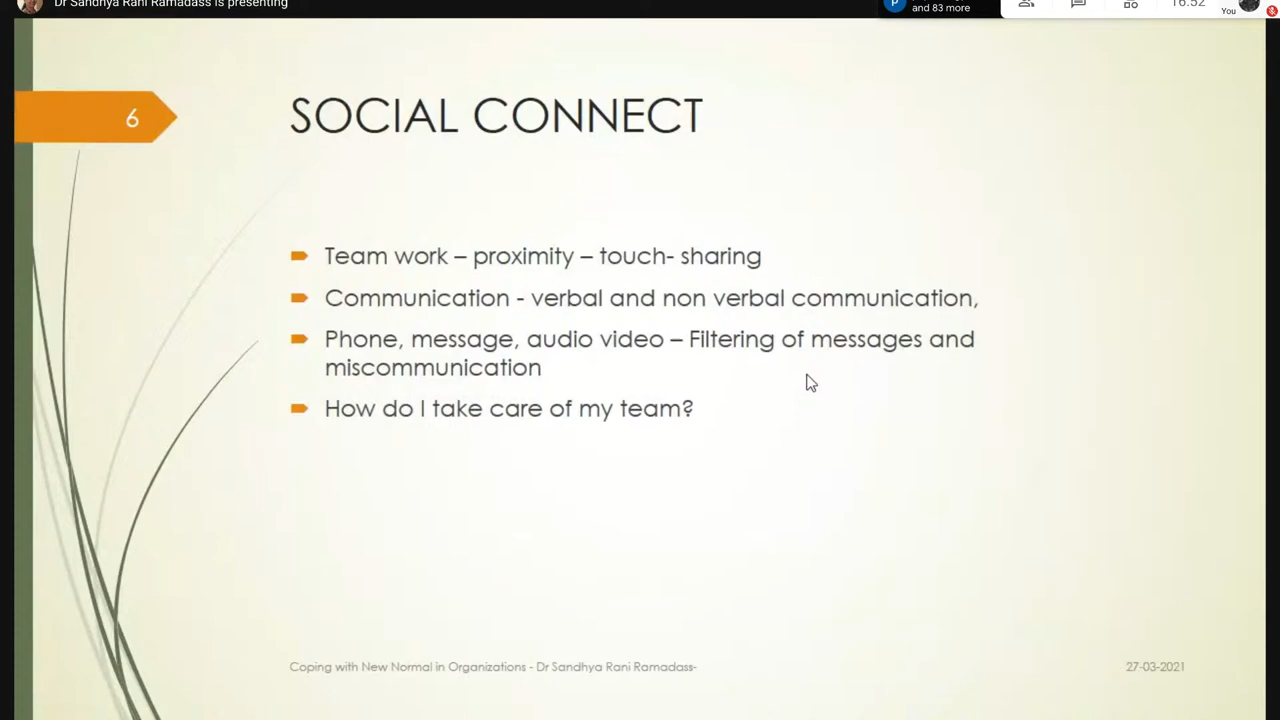 Dr Sandhya Rani Ramadass is presenting
and 83 more
16:52
You
6
SOCIAL CONNECT
Team work – proximity – touch- sharing
Communication - verbal and non verbal communication,
Phone, message, audio video – Filtering of messages and
miscommunication
How do I take care of my team?
Coping with New Normal in Organizations - Dr Sandhya Rani Ramadass-
27-03-2021